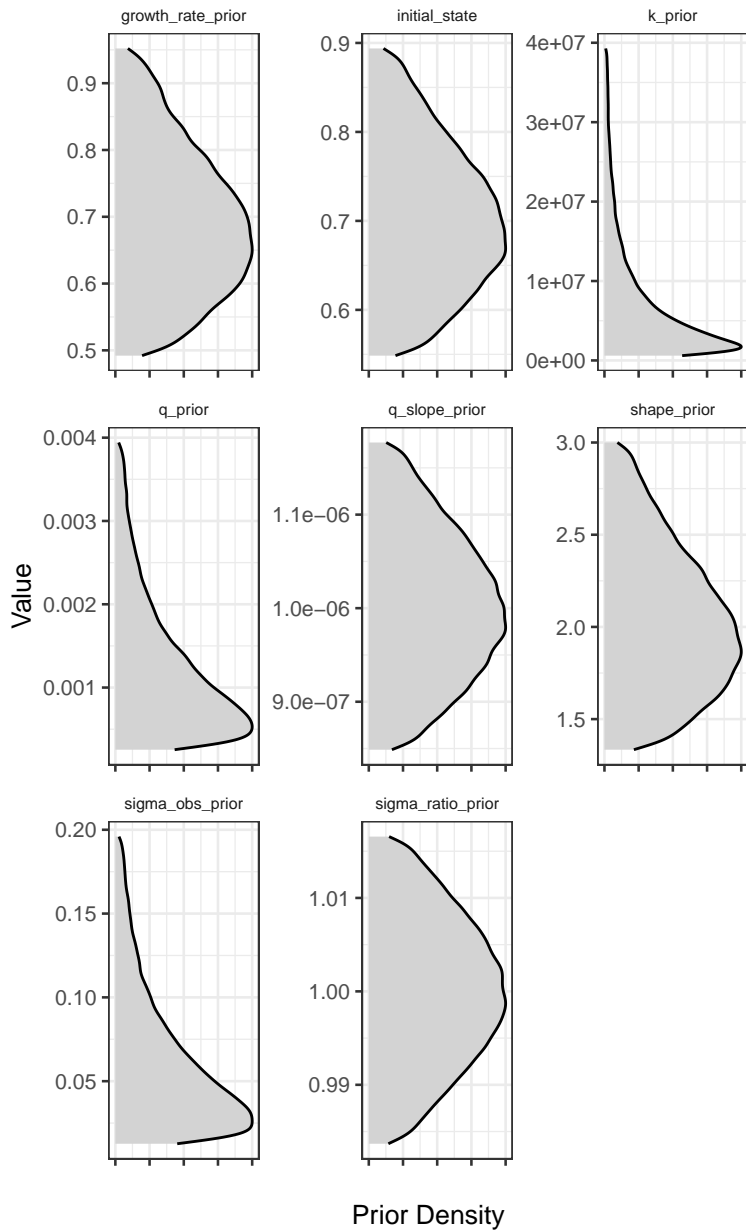 growth_rate_prior
initial_state
k_prior
0.9
0.8
0.7
0.6
0.5
0.9
0.8
0.7
0.6
4e+07
3e+07
2e+07
1e+07
0e+00
q_prior
q_slope_prior
shape_prior
0.004
0.003
0.002
0.001
1.1e−06
1.0e−06
9.0e−07
3.0
2.5
2.0
1.5
Value
sigma_obs_prior
sigma_ratio_prior
0.20
0.15
0.10
0.05
1.01
1.00
0.99
Prior Density